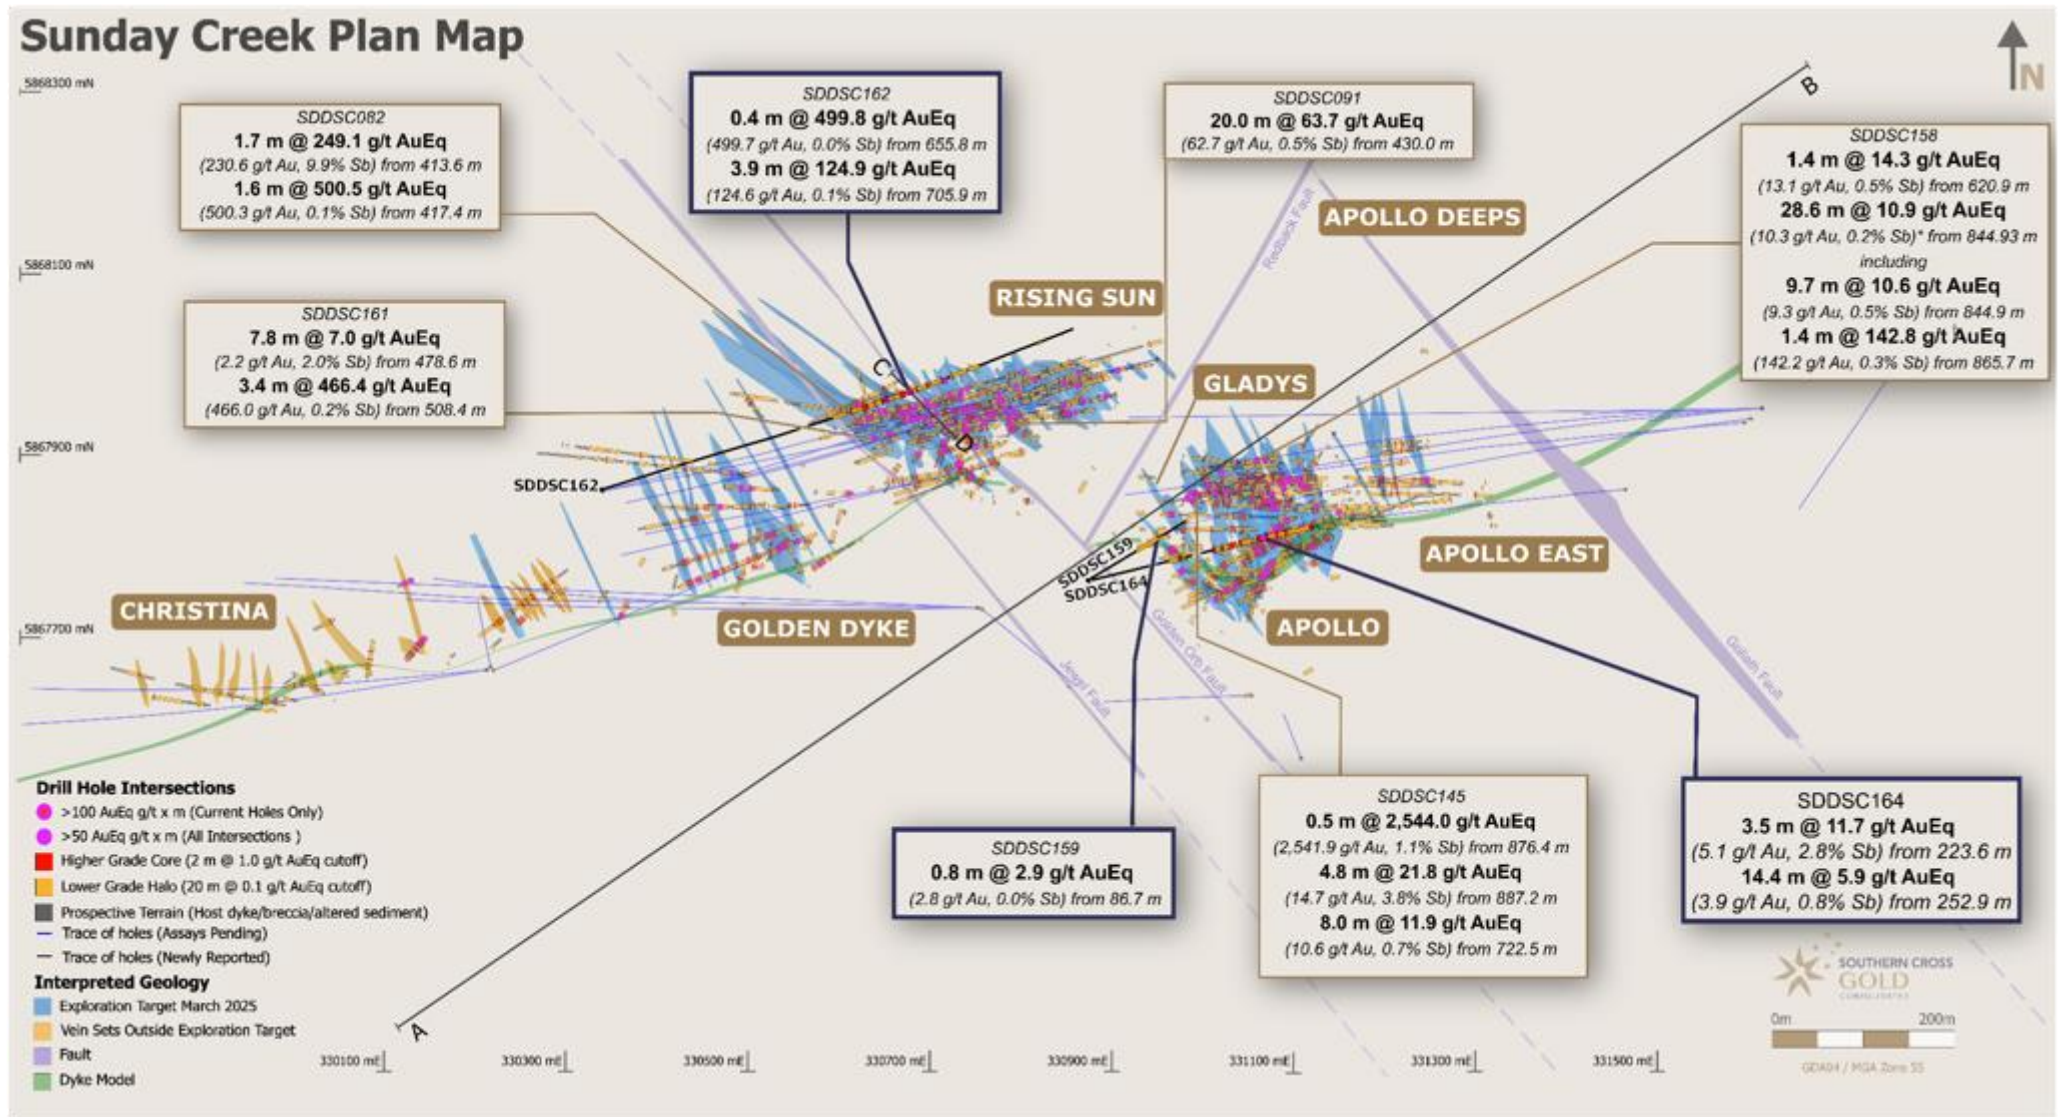 Sunday Creek Plan Map
N
5868300 mN
5868100 mN
5867900 mN
5867700 mN
SDDSC082
1.7 m @ 249.1 g/t AuEq
(230.6 g/t Au, 9.9% Sb) from 413.6 m
1.6 m @ 500.5 g/t AuEq
(500.3 g/t Au, 0.1% Sb) from 417.4 m
SDDSC162
0.4 m @ 499.8 g/t AuEq
(499.7 g/t Au, 0.0% Sb) from 655.8 m
3.9 m @ 124.9 g/t AuEq
(124.6 g/t Au, 0.1% Sb) from 705.9 m
SDDSC091
20.0 m @ 63.7 g/t AuEq
(62.7 g/t Au, 0.5% Sb) from 430.0 m
SDDSC158
1.4 m @ 14.3 g/t AuEq
(13.1 g/t Au, 0.5% Sb) from 620.9 m
28.6 m @ 10.9 g/t AuEq
(10.3 g/t Au, 0.2% Sb)* from 844.93 m
including
9.7 m @ 10.6 g/t AuEq
(9.3 g/t Au, 0.5% Sb) from 844.9 m
1.4 m @ 142.8 g/t AuEq
(142.2 g/t Au, 0.3% Sb) from 865.7 m
SDDSC161
7.8 m @ 7.0 g/t AuEq
(2.2 g/t Au, 2.0% Sb) from 478.6 m
3.4 m @ 466.4 g/t AuEq
(466.0 g/t Au, 0.2% Sb) from 508.4 m
B
Redback Fault
APOLLO DEEPS
RISING SUN
C
D
GLADYS
SDDSC162
SDDSC159
SDDSC164
APOLLO EAST
CHRISTINA
GOLDEN DYKE
APOLLO
Golden Orb Fault
Goliath Fault
SDDSC159
0.8 m @ 2.9 g/t AuEq
(2.8 g/t Au, 0.0% Sb) from 86.7 m
SDDSC145
0.5 m @ 2,544.0 g/t AuEq
(2,541.9 g/t Au, 1.1% Sb) from 876.4 m
4.8 m @ 21.8 g/t AuEq
(14.7 g/t Au, 3.8% Sb) from 887.2 m
8.0 m @ 11.9 g/t AuEq
(10.6 g/t Au, 0.7% Sb) from 722.5 m
SDDSC164
3.5 m @ 11.7 g/t AuEq
(5.1 g/t Au, 2.8% Sb) from 223.6 m
14.4 m @ 5.9 g/t AuEq
(3.9 g/t Au, 0.8% Sb) from 252.9 m
Drill Hole Intersections
>100 AuEq g/t x m (Current Holes Only)
>50 AuEq g/t x m (All Intersections )
Higher Grade Core (2 m @ 1.0 g/t AuEq cutoff)
Lower Grade Halo (20 m @ 0.1 g/t AuEq cutoff)
Prospective Terrain (Host dyke/breccia/altered sediment)
Trace of holes (Assays Pending)
Trace of holes (Newly Reported)
Interpreted Geology
Exploration Target March 2025
Vein Sets Outside Exploration Target
Fault
Dyke Model
A
330100 mE
330300 mE
330500 mE
330700 mE
330900 mE
331100 mE
331300 mE
331500 mE
SOUTHERN CROSS
GOLD
0m 200m
GDA94 / MGA Zone 55